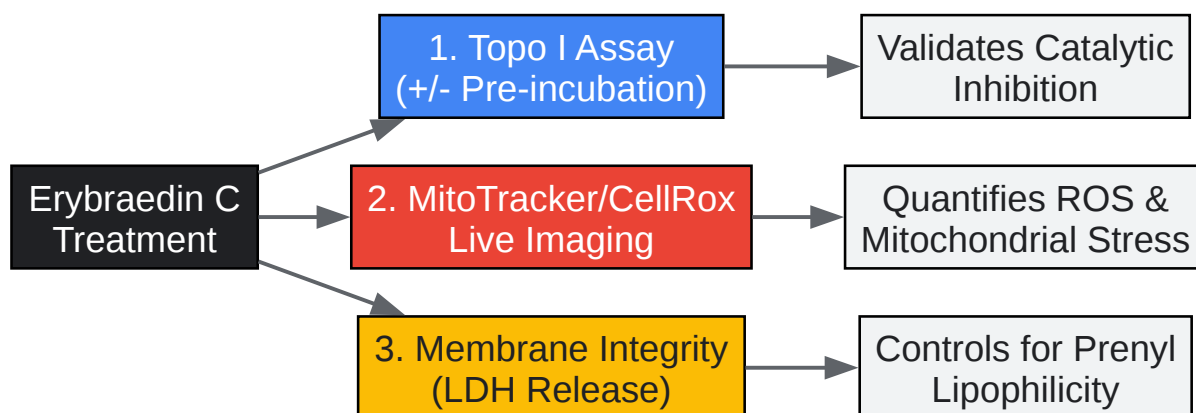 1. Topo I Assay
(+/- Pre-incubation)
Validates Catalytic
Inhibition
Erybraedin C
Treatment
2. MitoTracker/CellRox
Live Imaging
Quantifies ROS &
Mitochondrial Stress
3. Membrane Integrity
(LDH Release)
Controls for Prenyl
Lipophilicity